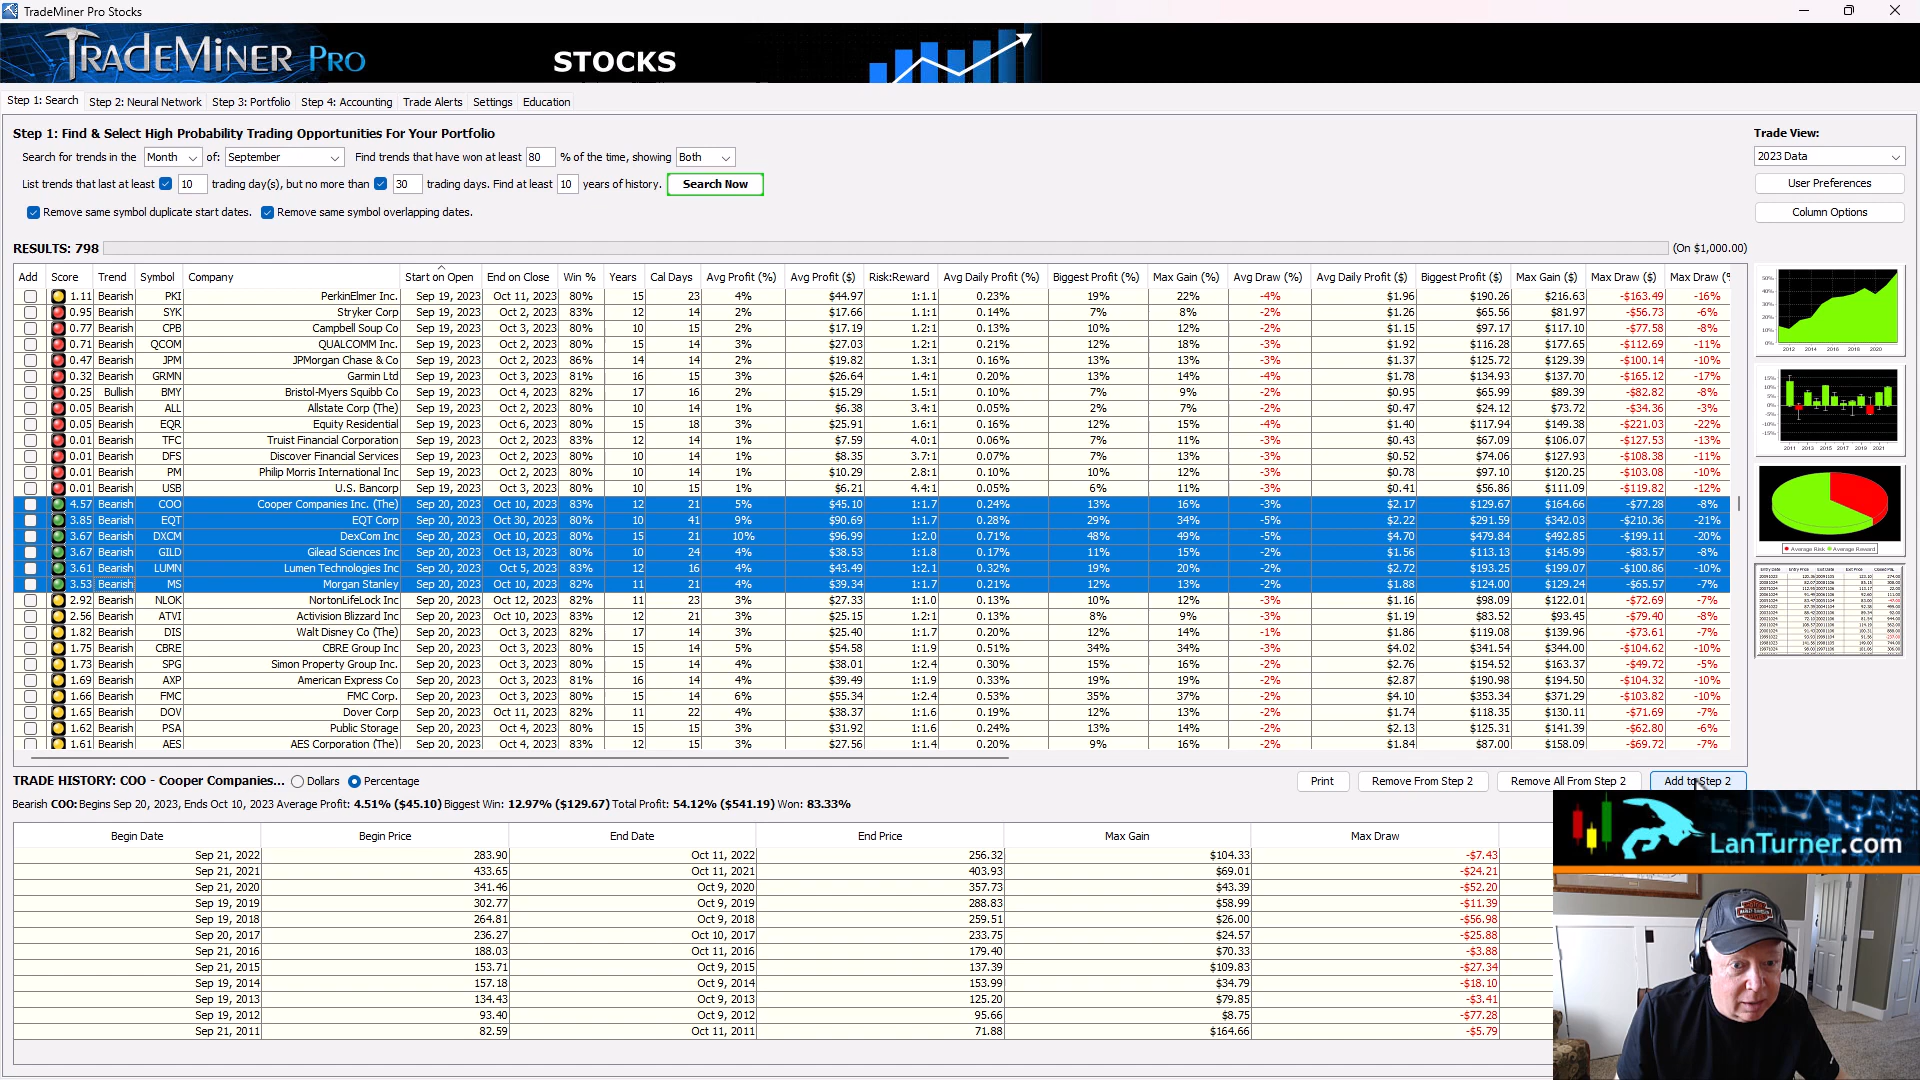 TradeMiner Pro Stocks
TRADEMINER PRO
STOCKS
Step 1: Search Step 2: Neural Network Step 3: Portfolio Step 4: Accounting Trade Alerts Settings Education
Step 1: Find & Select High Probability Trading Opportunities For Your Portfolio
Search for trends in the Month of: September Find trends that have won at least 80 % of the time, showing Both
List trends that last at least 10 trading day(s), but no more than 30 trading days. Find at least 10 years of history. Search Now
Remove same symbol duplicate start dates. Remove same symbol overlapping dates.
Trade View:
2023 Data
User Preferences
Column Options
RESULTS: 798 (On $1,000.00)
Add Score Trend Symbol Company Start on Open End on Close Win % Years Cal Days Avg Profit (%) Avg Profit ($) Risk:Reward Avg Daily Profit (%) Biggest Profit (%) Max Gain (%) Avg Draw (%) Avg Daily Profit ($) Biggest Profit ($) Max Gain ($) Max Draw ($) Max Draw (%
1.11 Bearish PKI PerkinElmer Inc. Sep 19, 2023 Oct 11, 2023 80% 15 23 4% $44.97 1:1.1 0.23% 19% 22% -4% $1.96 $190.26 $216.63 -$163.49 -16%
0.95 Bearish SYK Stryker Corp Sep 19, 2023 Oct 2, 2023 83% 12 14 2% $17.66 1.1:1 0.14% 7% 8% -2% $1.26 $65.56 $81.97 -$56.73 -6%
0.77 Bearish CPB Campbell Soup Co Sep 19, 2023 Oct 3, 2023 80% 10 15 2% $17.19 1.2:1 0.13% 10% 12% -2% $1.15 $97.17 $117.10 -$77.58 -8%
0.71 Bearish QCOM QUALCOMM Inc. Sep 19, 2023 Oct 2, 2023 80% 15 14 3% $27.03 1.2:1 0.21% 12% 18% -3% $1.92 $116.28 $177.65 -$112.69 -11%
0.47 Bearish JPM JPMorgan Chase & Co Sep 19, 2023 Oct 2, 2023 86% 14 14 2% $19.82 1.3:1 0.16% 13% 13% -3% $1.37 $125.72 $129.39 -$100.14 -10%
0.32 Bearish GRMN Garmin Ltd Sep 19, 2023 Oct 3, 2023 81% 16 15 3% $26.64 1.4:1 0.20% 13% 14% -4% $1.78 $134.93 $137.70 -$165.12 -17%
0.25 Bullish BMY Bristol-Myers Squibb Co Sep 19, 2023 Oct 4, 2023 82% 17 16 2% $15.29 1.5:1 0.10% 7% 9% -2% $0.95 $65.99 $89.39 -$82.82 -8%
0.05 Bearish ALL Allstate Corp (The) Sep 19, 2023 Oct 2, 2023 80% 10 14 1% $6.38 3.4:1 0.05% 2% 7% -2% $0.47 $24.12 $73.72 -$34.36 -3%
0.05 Bearish EQR Equity Residential Sep 19, 2023 Oct 6, 2023 80% 15 18 3% $25.91 1.6:1 0.16% 12% 15% -4% $1.40 $117.94 $149.38 -$221.03 -22%
0.01 Bearish TFC Truist Financial Corporation Sep 19, 2023 Oct 2, 2023 83% 12 14 1% $7.59 4.0:1 0.06% 7% 11% -3% $0.43 $67.09 $106.07 -$127.53 -13%
0.01 Bearish DFS Discover Financial Services Sep 19, 2023 Oct 2, 2023 80% 10 14 1% $8.35 3.7:1 0.07% 7% 13% -3% $0.52 $74.06 $127.93 -$108.38 -11%
0.01 Bearish PM Philip Morris International Inc Sep 19, 2023 Oct 2, 2023 80% 10 14 1% $10.29 2.8:1 0.10% 10% 12% -3% $0.78 $97.10 $120.25 -$103.08 -10%
0.01 Bearish USB U.S. Bancorp Sep 19, 2023 Oct 3, 2023 80% 10 15 1% $6.21 4.4:1 0.05% 6% 11% -3% $0.41 $56.86 $111.09 -$119.82 -12%
4.57 Bearish COO Cooper Companies Inc. (The) Sep 20, 2023 Oct 10, 2023 83% 12 21 5% $45.10 1:1.7 0.24% 13% 16% -3% $2.17 $129.67 $164.66 -$77.28 -8%
3.85 Bearish EQT EQT Corp Sep 20, 2023 Oct 30, 2023 80% 10 41 9% $90.69 1:1.7 0.28% 29% 34% -5% $2.22 $291.59 $342.03 -$210.36 -21%
3.67 Bearish DXCM DexCom Inc Sep 20, 2023 Oct 10, 2023 80% 15 21 10% $96.99 1:2.0 0.71% 48% 49% -5% $4.70 $479.84 $492.85 -$199.11 -20%
3.67 Bearish GILD Gilead Sciences Inc Sep 20, 2023 Oct 13, 2023 80% 10 24 4% $38.53 1:1.8 0.17% 11% 15% -2% $1.56 $113.13 $145.99 -$83.57 -8%
3.61 Bearish LUMN Lumen Technologies Inc Sep 20, 2023 Oct 5, 2023 83% 12 16 4% $43.49 1:2.1 0.32% 19% 20% -2% $2.72 $193.25 $199.07 -$100.86 -10%
3.53 Bearish MS Morgan Stanley Sep 20, 2023 Oct 10, 2023 82% 11 21 4% $39.34 1:1.7 0.21% 12% 13% -2% $1.88 $124.00 $129.24 -$65.57 -7%
2.92 Bearish NLOK NortonLifeLock Inc Sep 20, 2023 Oct 12, 2023 82% 11 23 3% $27.33 1:1.0 0.13% 10% 12% -3% $1.16 $98.09 $122.01 -$72.69 -7%
2.56 Bearish ATVI Activision Blizzard Inc Sep 20, 2023 Oct 10, 2023 83% 12 21 3% $25.15 1.2:1 0.13% 8% 9% -3% $1.19 $83.52 $93.45 -$79.40 -8%
1.82 Bearish DIS Walt Disney Co (The) Sep 20, 2023 Oct 3, 2023 82% 17 14 3% $25.40 1:1.7 0.20% 12% 14% -1% $1.86 $119.08 $139.96 -$73.61 -7%
1.75 Bearish CBRE CBRE Group Inc Sep 20, 2023 Oct 3, 2023 80% 15 14 5% $54.58 1:1.9 0.51% 34% 34% -3% $4.02 $341.54 $344.00 -$104.62 -10%
1.73 Bearish SPG Simon Property Group Inc. Sep 20, 2023 Oct 3, 2023 80% 15 14 4% $38.01 1:2.4 0.30% 15% 16% -2% $2.76 $154.52 $163.37 -$49.72 -5%
1.69 Bearish AXP American Express Co Sep 20, 2023 Oct 3, 2023 81% 16 14 4% $39.49 1:1.9 0.33% 19% 19% -2% $2.87 $190.98 $194.50 -$104.32 -10%
1.66 Bearish FMC FMC Corp. Sep 20, 2023 Oct 3, 2023 80% 15 14 6% $55.34 1:2.4 0.53% 35% 37% -2% $4.10 $353.34 $371.29 -$103.82 -10%
1.65 Bearish DOV Dover Corp Sep 20, 2023 Oct 11, 2023 82% 11 22 4% $38.37 1:1.6 0.19% 12% 13% -2% $1.74 $118.35 $130.11 -$71.69 -7%
1.62 Bearish PSA Public Storage Sep 20, 2023 Oct 4, 2023 80% 15 15 3% $31.92 1:1.6 0.24% 13% 14% -2% $2.13 $125.31 $141.39 -$62.80 -6%
1.61 Bearish AES AES Corporation (The) Sep 20, 2023 Oct 4, 2023 83% 12 15 3% $27.56 1:1.4 0.20% 9% 16% -2% $1.84 $87.00 $158.09 -$69.72 -7%
TRADE HISTORY: COO - Cooper Companies... Dollars Percentage Print Remove From Step 2 Remove All From Step 2 Add to Step 2
Bearish COO: Begins Sep 20, 2023, Ends Oct 10, 2023 Average Profit: 4.51% ($45.10) Biggest Win: 12.97% ($129.67) Total Profit: 54.12% ($541.19) Won: 83.33%
Begin Date Begin Price End Date End Price Max Gain Max Draw
Sep 21, 2022 283.90 Oct 11, 2022 256.32 $104.33 -$7.43
Sep 21, 2021 433.65 Oct 11, 2021 403.93 $69.01 -$24.21
Sep 21, 2020 341.46 Oct 9, 2020 357.73 $43.39 -$52.20
Sep 19, 2019 302.77 Oct 9, 2019 288.83 $58.99 -$11.39
Sep 19, 2018 264.81 Oct 9, 2018 259.51 $26.00 -$56.98
Sep 20, 2017 236.27 Oct 10, 2017 233.75 $24.57 -$25.88
Sep 21, 2016 188.03 Oct 11, 2016 179.40 $70.33 -$3.88
Sep 21, 2015 153.71 Oct 9, 2015 137.39 $109.83 -$27.34
Sep 19, 2014 157.18 Oct 9, 2014 153.99 $34.79 -$18.10
Sep 19, 2013 134.43 Oct 9, 2013 125.20 $79.85 -$3.41
Sep 19, 2012 93.40 Oct 9, 2012 95.66 $8.75 -$77.28
Sep 21, 2011 82.59 Oct 11, 2011 71.88 $164.66 -$5.79
LanTurner.com